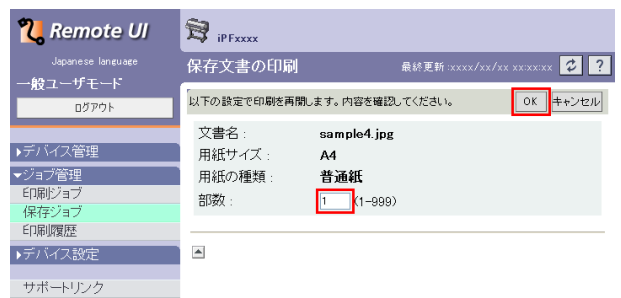 Remote UI
Japanese language
一般ユーザモード
ログアウト
▶デバイス管理
▼ジョブ管理
印刷ジョブ
保存ジョブ
印刷履歴
▶デバイス設定
サポートリンク
iPFxxxx
保存文書の印刷
最終更新 :xxxx/xx/xx xx:xx:xx
?
以下の設定で印刷を再開します。内容を確認してください。
OK キャンセル
文書名 : sample4.jpg
用紙サイズ : A4
用紙の種類 : 普通紙
部数 : 1 (1-999)